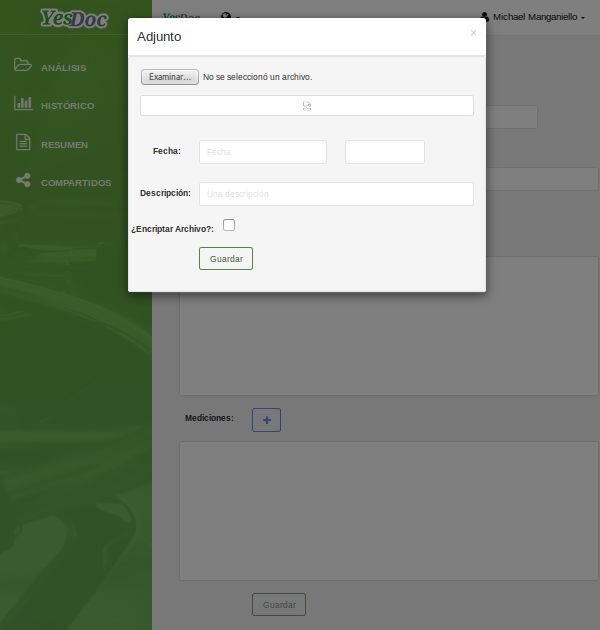 YesDoc
YesDoc
Michael Manganiello
Adjunto
×
Examinar... No se seleccionó un archivo.
Fecha: Fecha
Descripción: Una descripción
¿Encriptar Archivo?:
Guardar
ANÁLISIS
HISTÓRICO
RESUMEN
COMPARTIDOS
Mediciones: +
Guardar